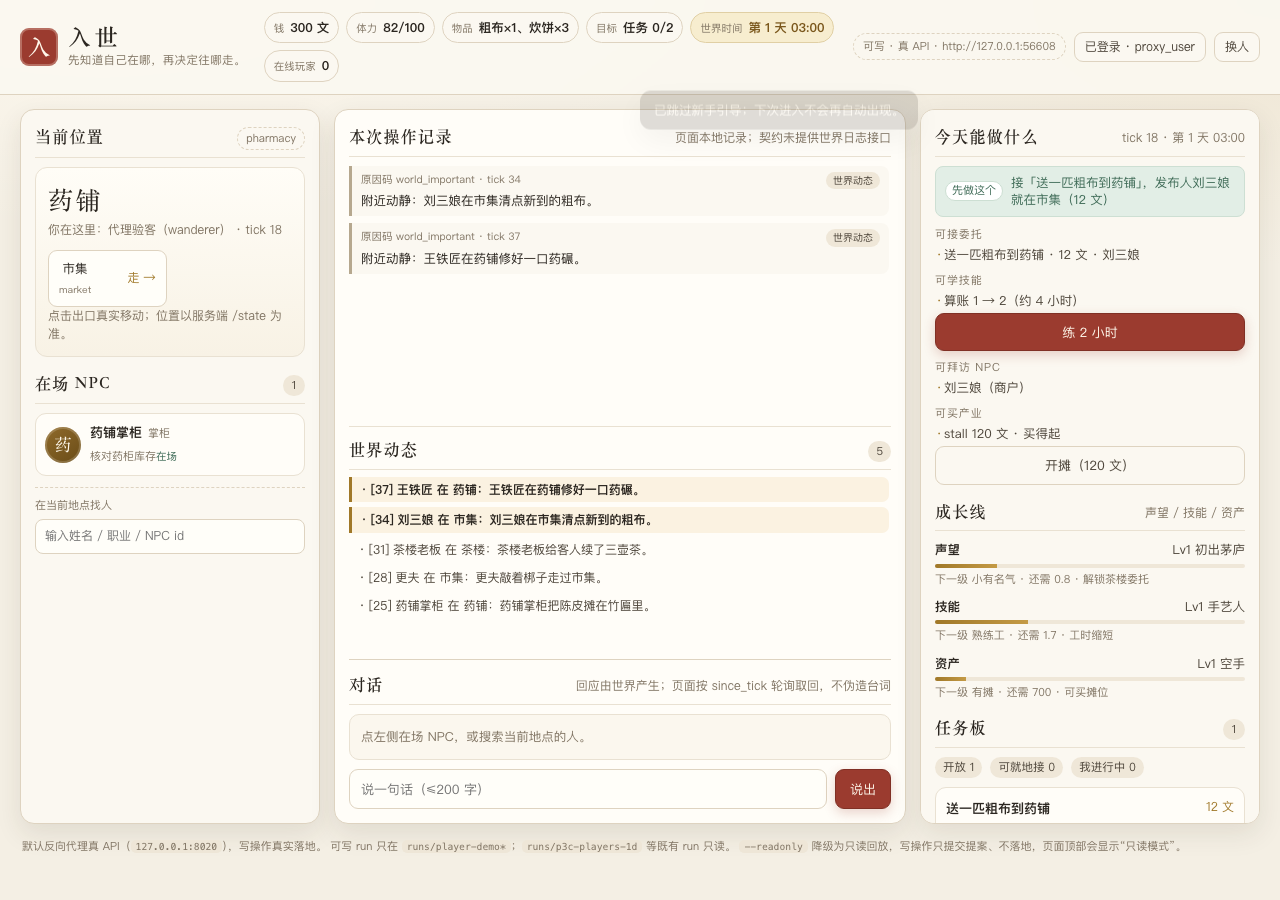 入
入世
先知道自己在哪，再决定往哪走。
钱 300 文
体力 82/100
物品 粗布×1、炊饼×3
目标 任务 0/2
世界时间 第 1 天 03:00
在线玩家 0
可写 · 真 API · http://127.0.0.1:56608
已登录 · proxy_user
换人
已跳过新手引导；下次进入不会再自动出现。
当前位置
pharmacy
药铺
你在这里：代理验客（wanderer） · tick 18
市集
market
走 →
点击出口真实移动；位置以服务端 /state 为
准。
在场 NPC
1
药
药铺掌柜 掌柜
核对药柜库存在场
在当前地点找人
输入姓名 / 职业 / NPC id
本次操作记录
页面本地记录；契约未提供世界日志接口
原因码 world_important · tick 34
世界动态
附近动静：刘三娘在市集清点新到的粗布。
原因码 world_important · tick 37
世界动态
附近动静：王铁匠在药铺修好一口药碾。
世界动态
5
· [37] 王铁匠 在 药铺：王铁匠在药铺修好一口药碾。
· [34] 刘三娘 在 市集：刘三娘在市集清点新到的粗布。
· [31] 茶楼老板 在 茶楼：茶楼老板给客人续了三壶茶。
· [28] 更夫 在 市集：更夫敲着梆子走过市集。
· [25] 药铺掌柜 在 药铺：药铺掌柜把陈皮摊在竹匾里。
对话
回应由世界产生；页面按 since_tick 轮询取回，不伪造台词
点左侧在场 NPC，或搜索当前地点的人。
说一句话（≤200 字）
说出
今天能做什么
tick 18 · 第 1 天 03:00
先做这个
接「送一匹粗布到药铺」，发布人刘三娘
就在市集（12 文）
可接委托
· 送一匹粗布到药铺 · 12 文 · 刘三娘
可学技能
· 算账 1 → 2（约 4 小时）
练 2 小时
可拜访 NPC
· 刘三娘（商户）
可买产业
· stall 120 文 · 买得起
开摊（120 文）
成长线
声望 / 技能 / 资产
声望
Lv1 初出茅庐
下一级 小有名气 · 还需 0.8 · 解锁茶楼委托
技能
Lv1 手艺人
下一级 熟练工 · 还需 1.7 · 工时缩短
资产
Lv1 空手
下一级 有摊 · 还需 700 · 可买摊位
任务板
1
开放 1
可就地接 0
我进行中 0
送一匹粗布到药铺
12 文
默认反向代理真 API（ 127.0.0.1:8020 ），写操作真实落地。 可写 run 只在 runs/player-demo* ； runs/p3c-players-1d 等既有 run 只读。 --readonly 降级为只读回放，写操作只提交提案、不落地，页面顶部会显示“只读模式”。